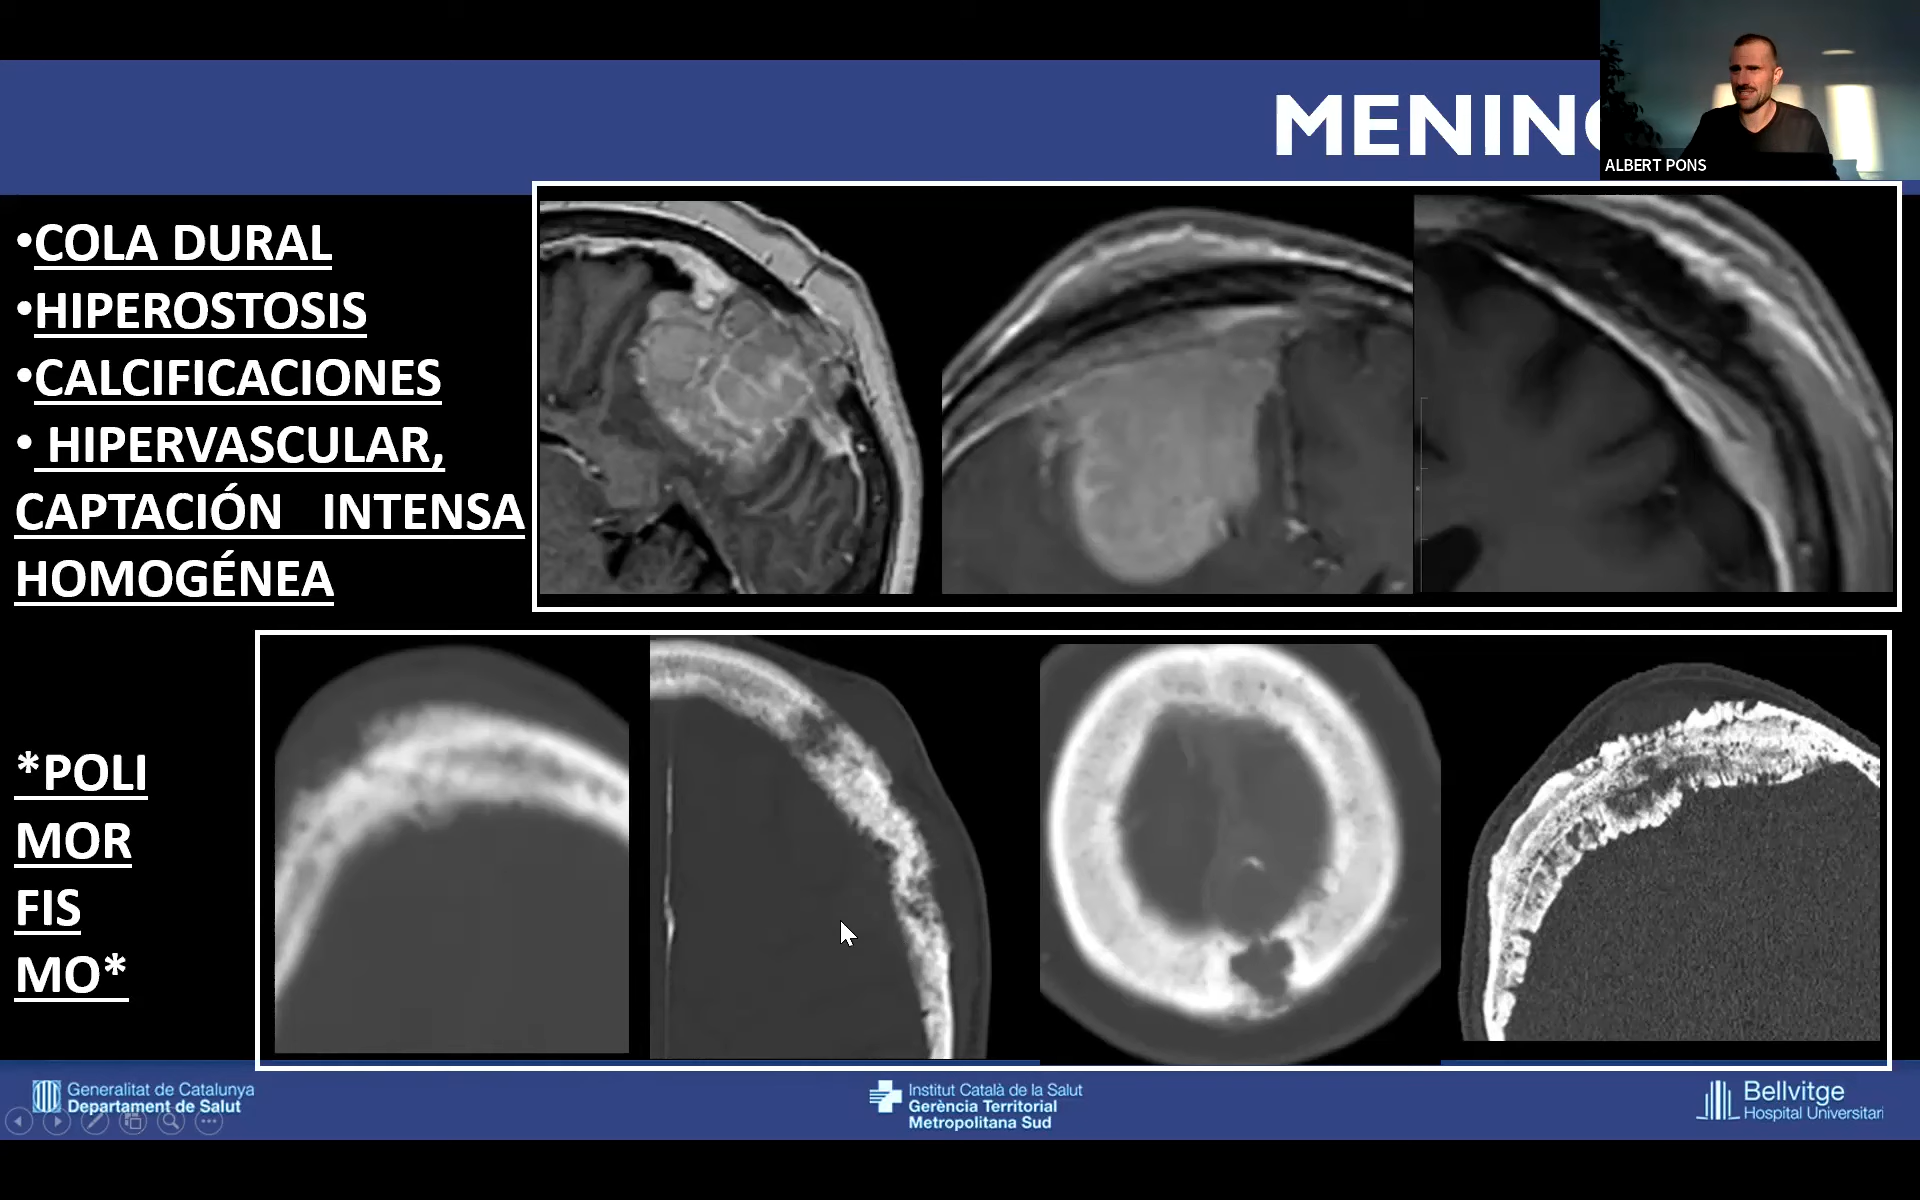 MENING
ALBERT PONS
•COLA DURAL
•HIPEROSTOSIS
•CALCIFICACIONES
• HIPERVASCULAR,
CAPTACIÓN INTENSA
HOMOGÉNEA
*POLI
MOR
FIS
MO*
Generalitat de Catalunya
Departament de Salut
Institut Català de la Salut
Gerència Territorial
Metropolitana Sud
Bellvitge
Hospital Universitari